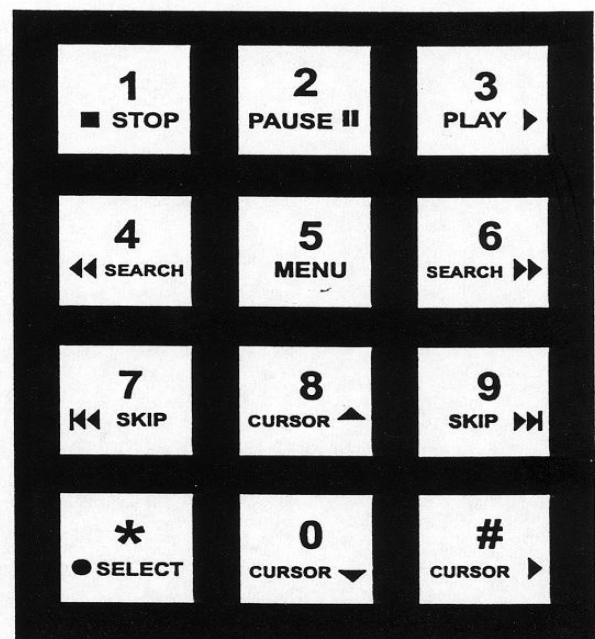 1
■ STOP
2
PAUSE ⏸
3
PLAY ▶
4
◀◀ SEARCH
5
MENU
6
SEARCH ▶▶
7
|◀◀ SKIP
8
CURSOR ▲
9
SKIP ▶▶|
*
● SELECT
0
CURSOR ▼
#
CURSOR ▶